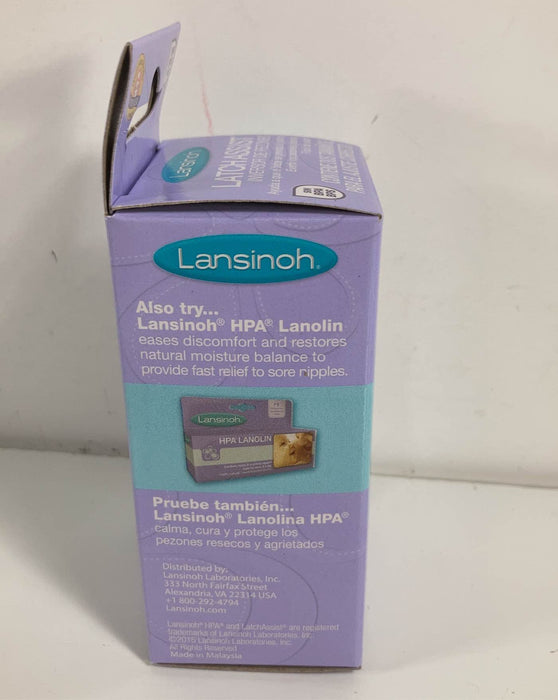 Lansinoh
LATCH ASSIST
Lansinoh®
Also try...
Lansinoh® HPA® Lanolin
eases discomfort and restores
natural moisture balance to
provide fast relief to sore nipples.
Lansinoh
HPA® LANOLIN
Pruebe también...
Lansinoh® Lanolina HPA®
calma, cura y protege los
pezones resecos y agrietados
Distributed by:
Lansinoh Laboratories, Inc.
333 North Fairfax Street
Alexandria, VA 22314 USA
+1 800-292-4794
Lansinoh.com
Lansinoh® HPA® and LatchAssist® are registered
trademarks of Lansinoh Laboratories, Inc.
©2015 Lansinoh Laboratories, Inc.
All Rights Reserved
Made in Malaysia